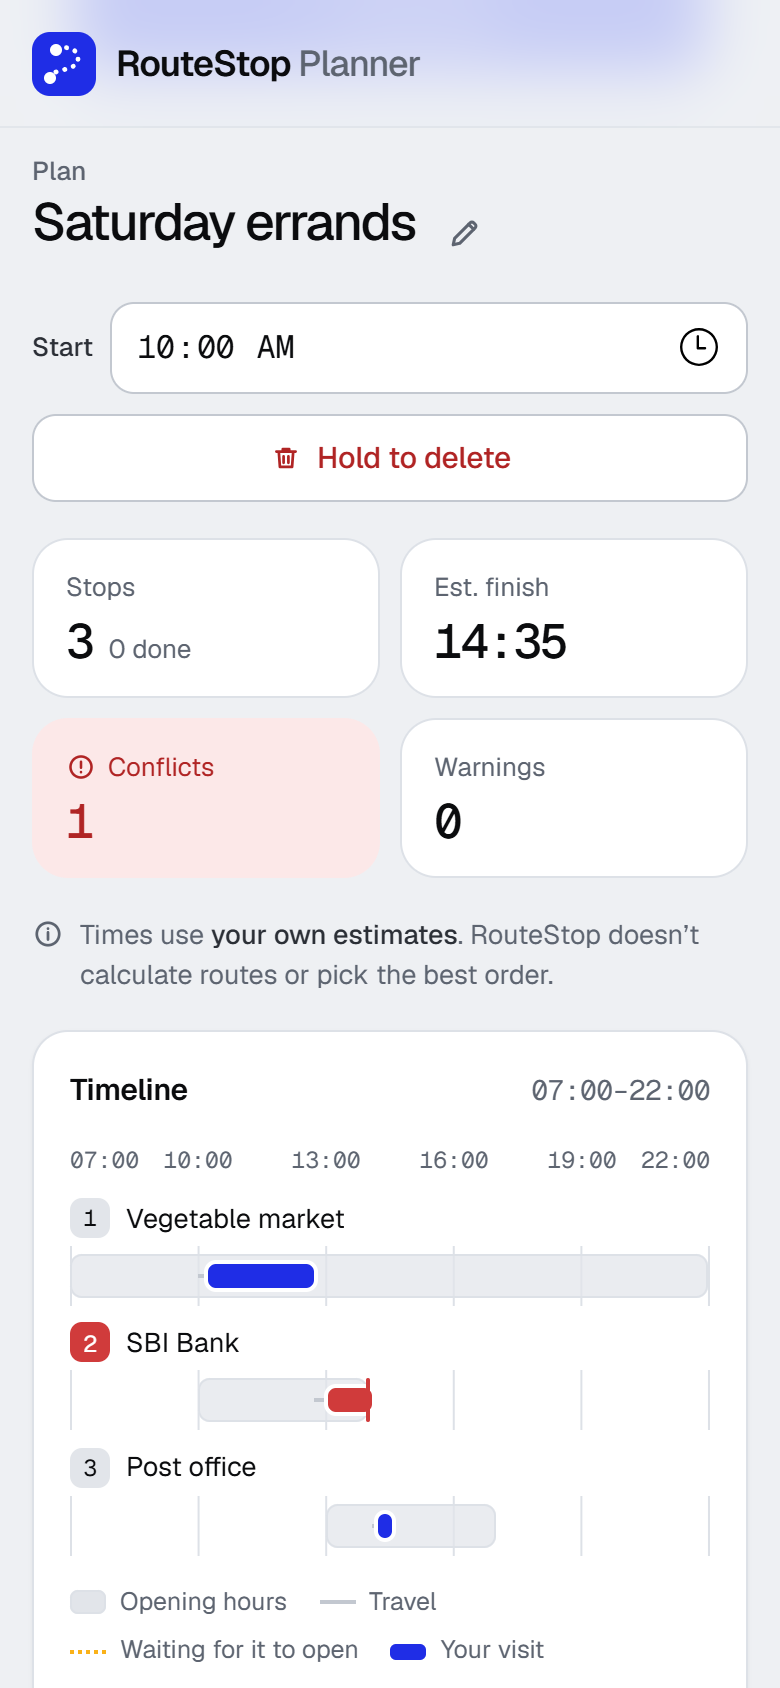 RouteStop Planner
Plan
Saturday errands
Start 10:00 AM
Hold to delete
Stops
3 0 done
Est. finish
14:35
Conflicts
1
Warnings
0
Times use your own estimates. RouteStop doesn’t
calculate routes or pick the best order.
Timeline 07:00–22:00
07:00 10:00 13:00 16:00 19:00 22:00
1 Vegetable market
2 SBI Bank
3 Post office
Opening hours Travel
Waiting for it to open Your visit